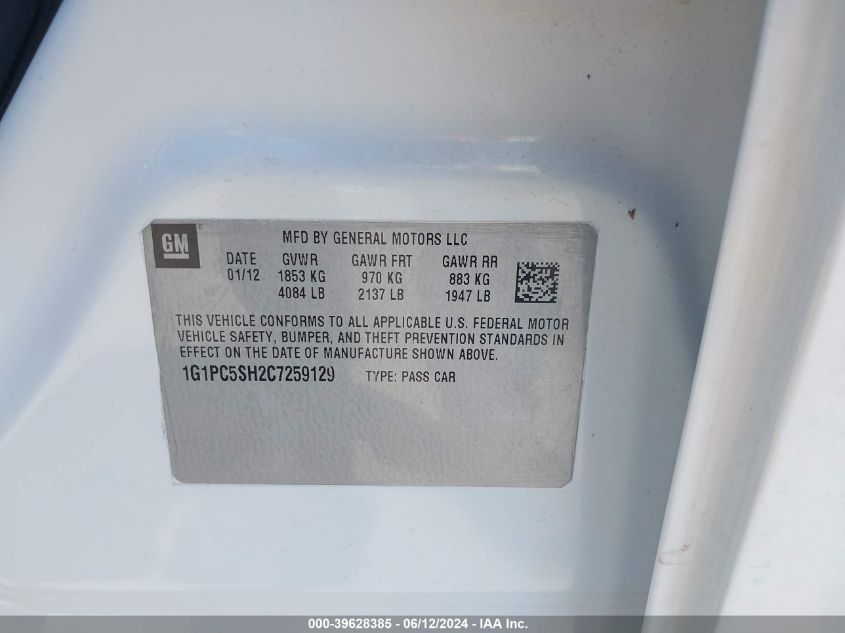 GM
MFD BY GENERAL MOTORS LLC
DATE GVWR GAWR FRT GAWR RR
01/12 1853 KG 970 KG 883 KG
4084 LB 2137 LB 1947 LB
THIS VEHICLE CONFORMS TO ALL APPLICABLE U.S. FEDERAL MOTOR
VEHICLE SAFETY, BUMPER, AND THEFT PREVENTION STANDARDS IN
EFFECT ON THE DATE OF MANUFACTURE SHOWN ABOVE.
1G1PC5SH2C7259129 TYPE: PASS CAR
000-39628385 - 06/12/2024 - IAA Inc.